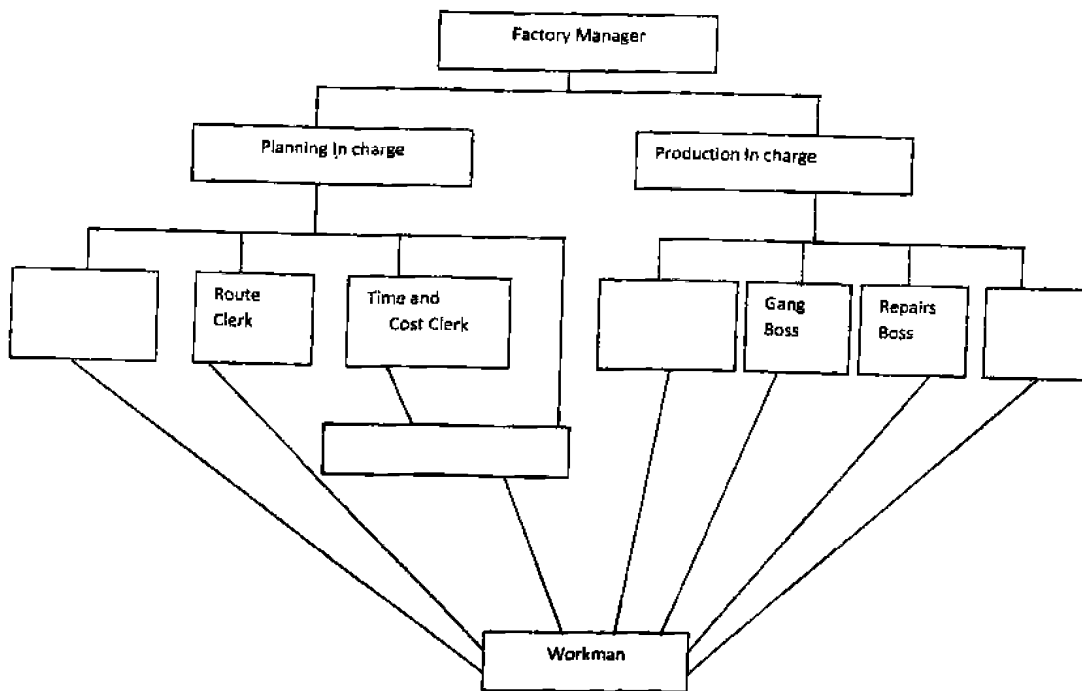 Factory Manager
Planning In charge
Production In charge
Route
Clerk
Time and
Cost Clerk
Gang
Boss
Repairs
Boss
Workman